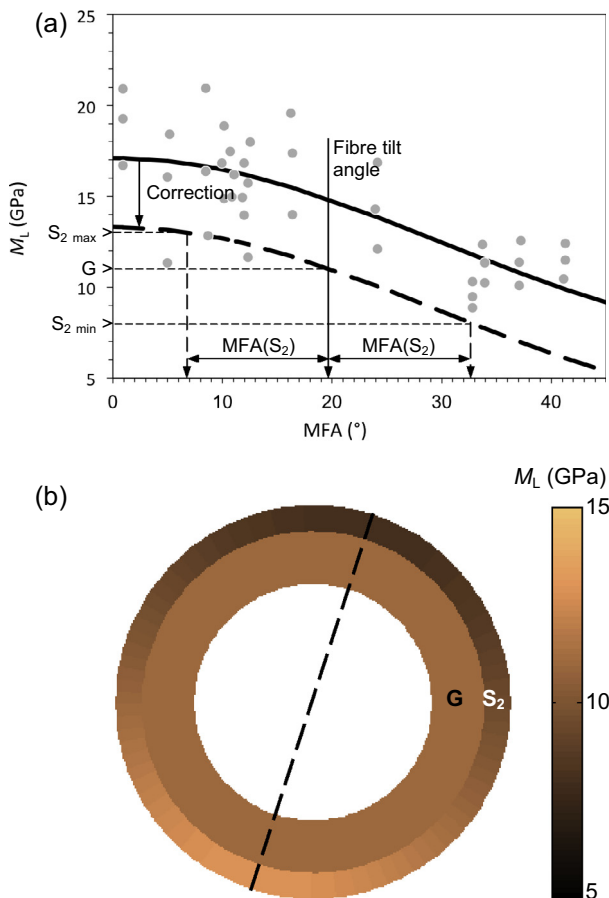 (a)
25
20
15
10
5
M_L (GPa)
S₂ max
G
S₂ min
Correction
Fibre tilt
angle
MFA(S₂)
MFA(S₂)
0
10
20
30
40
MFA (°)
(b)
M_L (GPa)
15
10
5
G
S₂